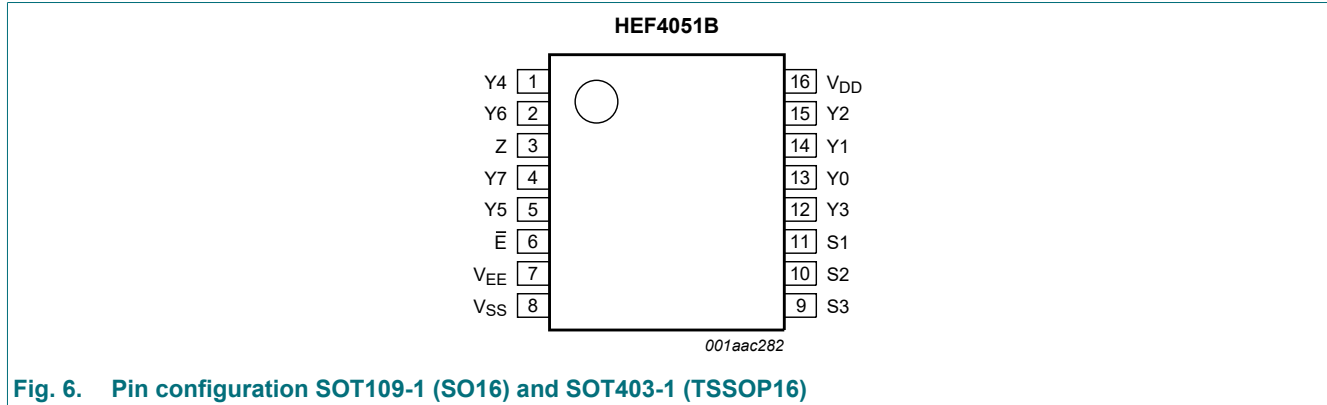 HEF4051B
Y4 1 16 VDD
Y6 2 15 Y2
Z 3 14 Y1
Y7 4 13 Y0
Y5 5 12 Y3
E̅ 6 11 S1
VEE 7 10 S2
VSS 8 9 S3
001aac282
Fig. 6. Pin configuration SOT109-1 (SO16) and SOT403-1 (TSSOP16)